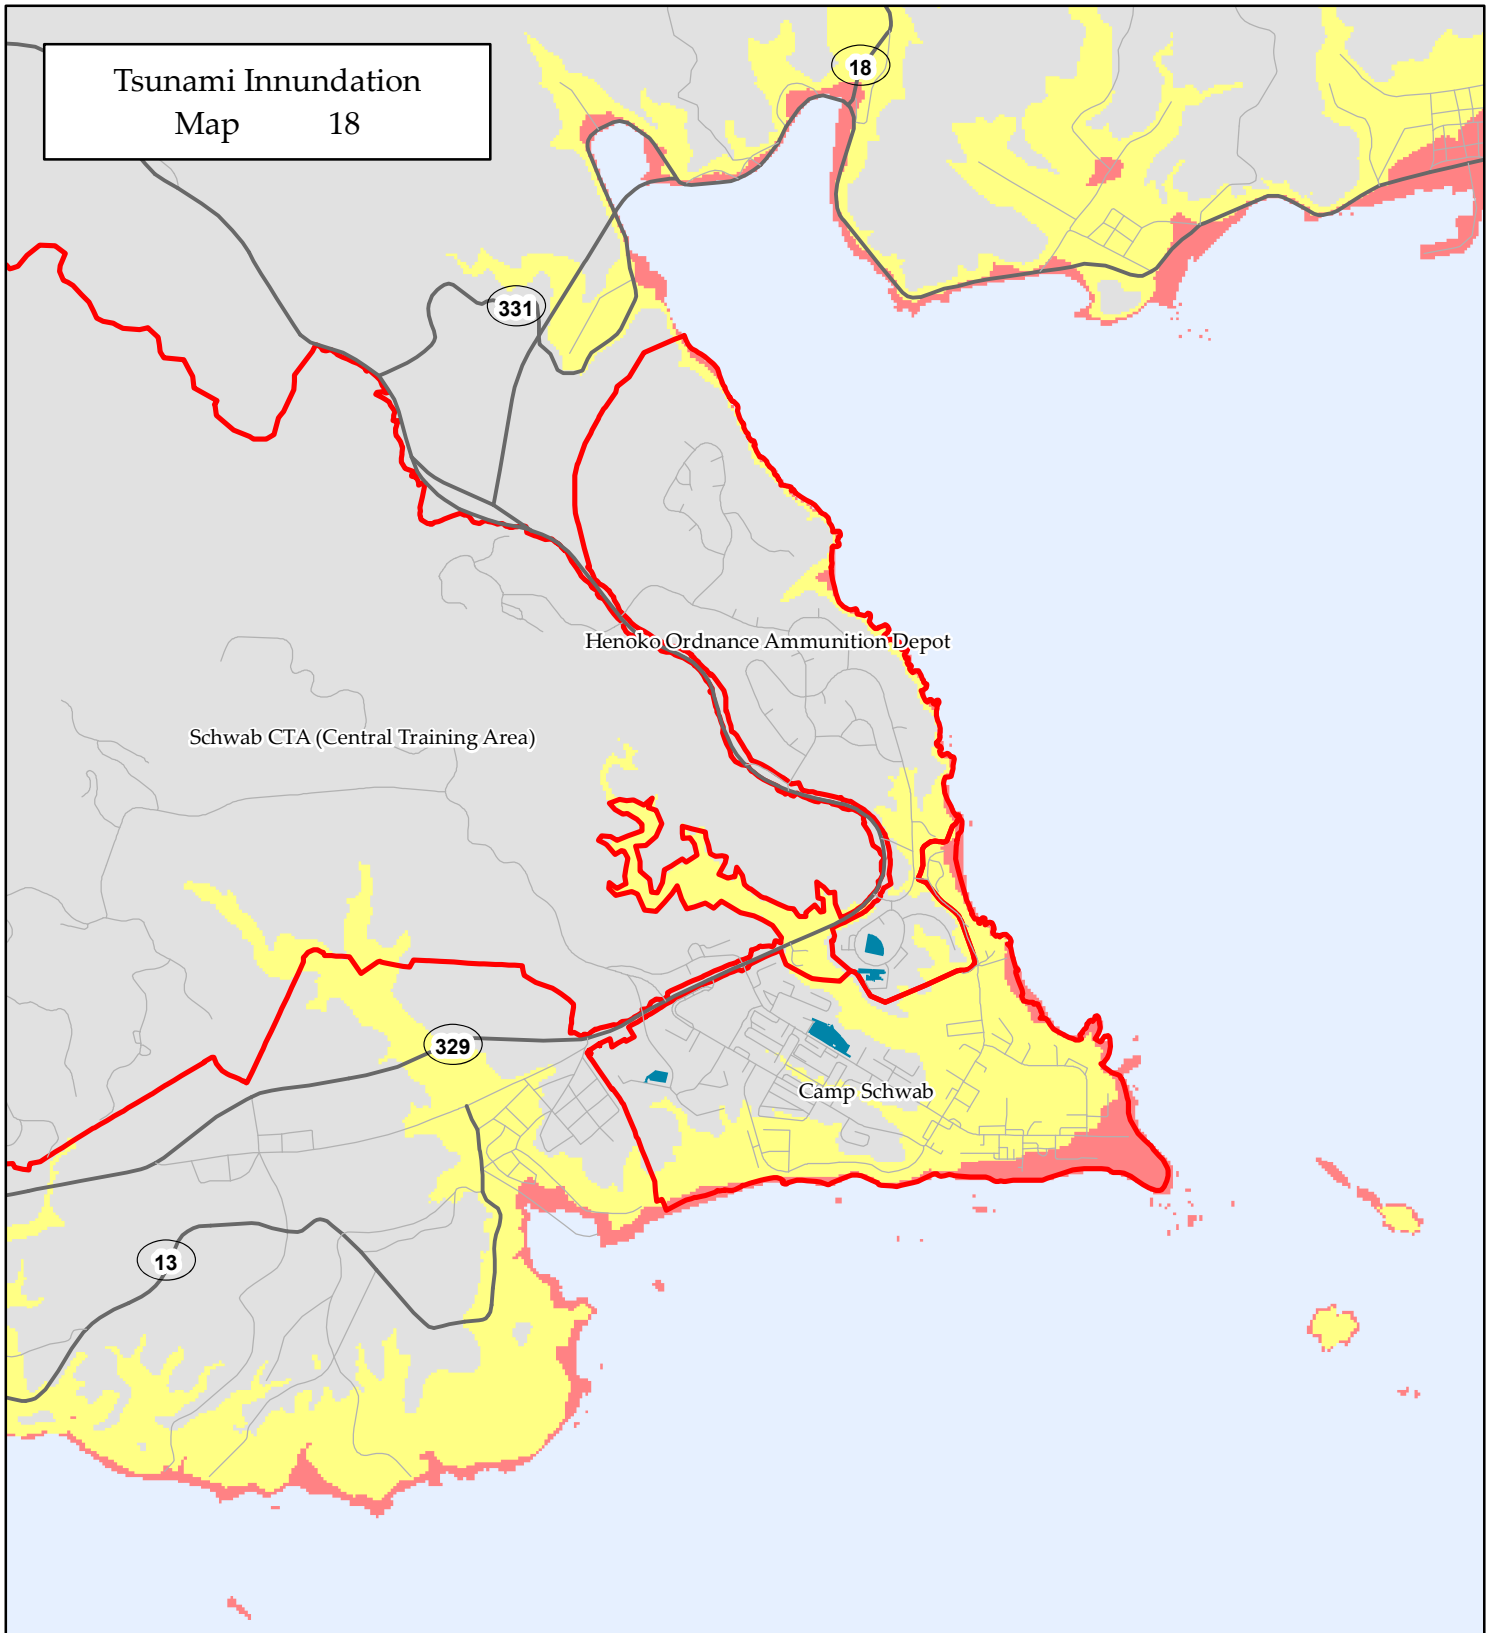 Tsunami Innundation
Map 18
18
331
Henoko Ordnance Ammunition Depot
Schwab CTA (Central Training Area)
329
Camp Schwab
13